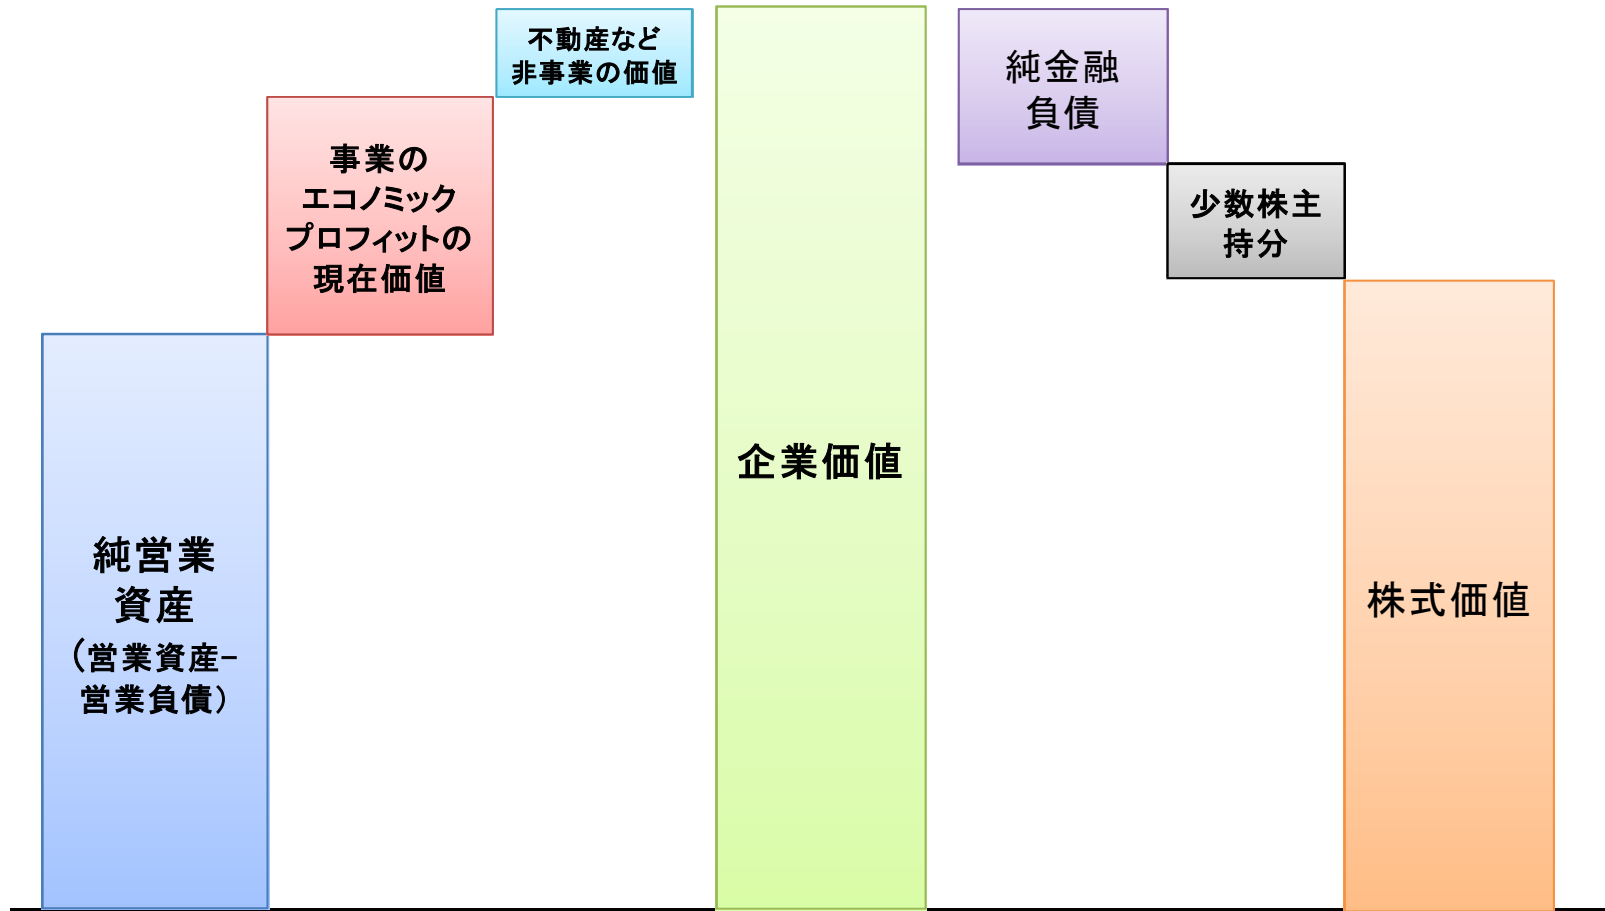 不動産など
非事業の価値
事業の
エコノミック
プロフィットの
現在価値
純営業
資産
(営業資産-
営業負債)
企業価値
純金融
負債
少数株主
持分
株式価値